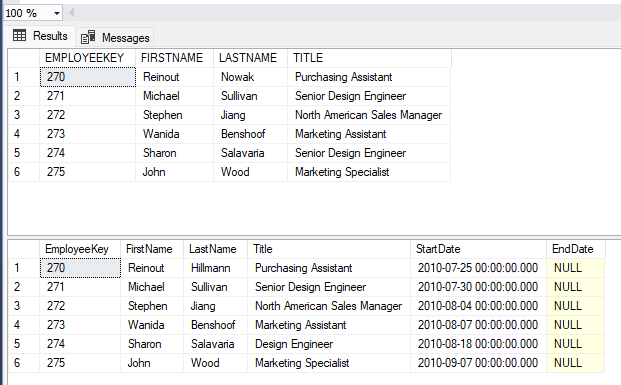 100 %
Results Messages
EMPLOYEEKEY FIRSTNAME LASTNAME TITLE
1 270 Reinout Nowak Purchasing Assistant
2 271 Michael Sullivan Senior Design Engineer
3 272 Stephen Jiang North American Sales Manager
4 273 Wanida Benshoof Marketing Assistant
5 274 Sharon Salavaria Senior Design Engineer
6 275 John Wood Marketing Specialist
EmployeeKey FirstName LastName Title StartDate EndDate
1 270 Reinout Hillmann Purchasing Assistant 2010-07-25 00:00:00.000 NULL
2 271 Michael Sullivan Senior Design Engineer 2010-07-30 00:00:00.000 NULL
3 272 Stephen Jiang North American Sales Manager 2010-08-04 00:00:00.000 NULL
4 273 Wanida Benshoof Marketing Assistant 2010-08-07 00:00:00.000 NULL
5 274 Sharon Salavaria Design Engineer 2010-08-18 00:00:00.000 NULL
6 275 John Wood Marketing Specialist 2010-09-07 00:00:00.000 NULL